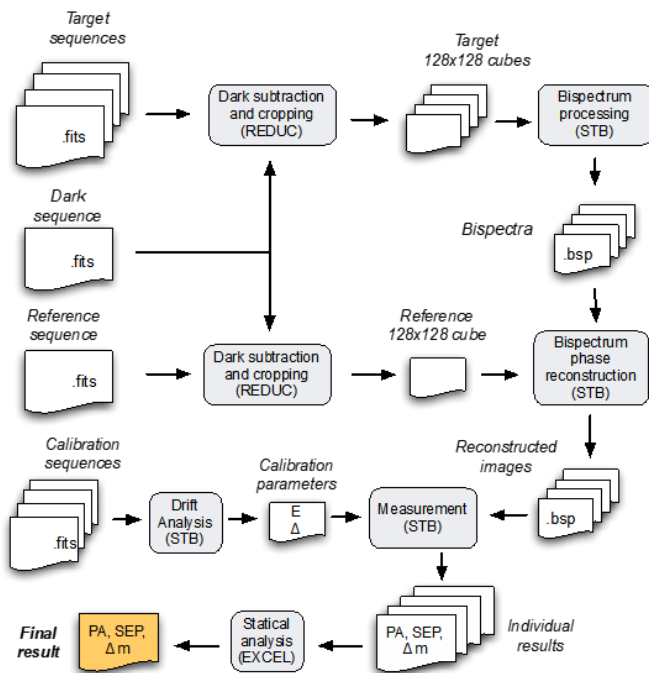 Target
sequences
.fits
Dark subtraction
and cropping
(REDUC)
Target
128x128 cubes
Bispectrum
processing
(STB)
Dark
sequence
.fits
Bispectra
.bsp
Reference
sequence
.fits
Dark subtraction
and cropping
(REDUC)
Reference
128x128 cube
Bispectrum
phase
reconstruction
(STB)
Calibration
sequences
.fits
Drift
Analysis
(STB)
Calibration
parameters
E
Δ
Measurement
(STB)
Reconstructed
images
.bsp
Final
result
PA, SEP,
Δ m
Statical
analysis
(EXCEL)
PA, SEP,
Δ m
Individual
results